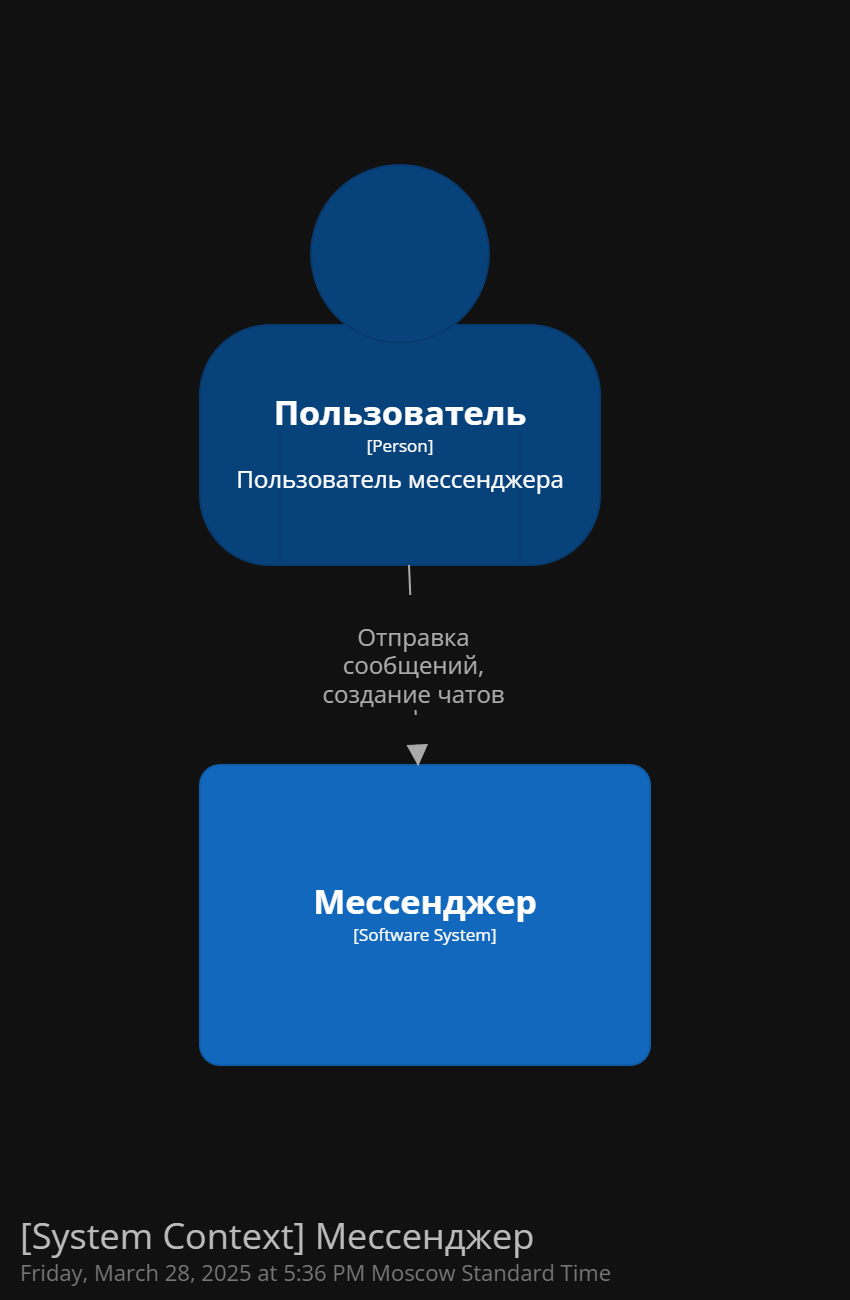 Пользователь
[Person]
Пользователь мессенджера
Отправка
сообщений,
создание чатов
Мессенджер
[Software System]
[System Context] Мессенджер
Friday, March 28, 2025 at 5:36 PM Moscow Standard Time